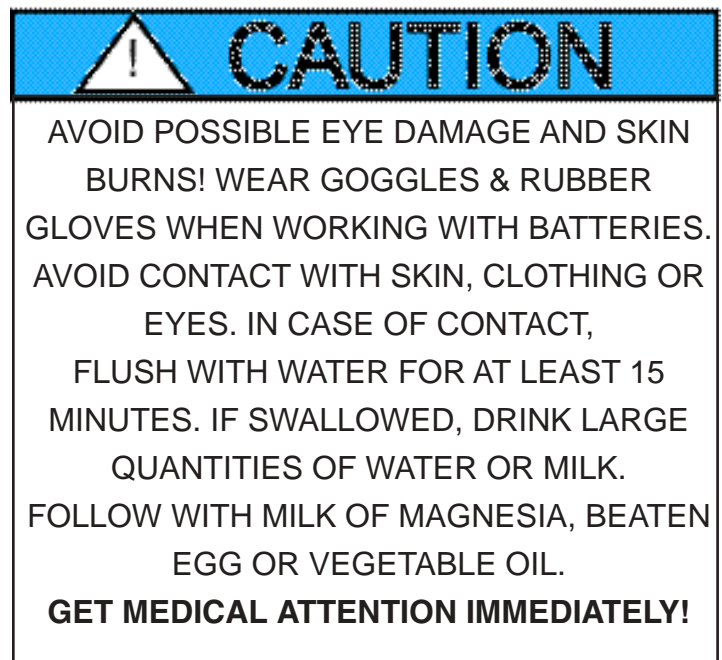 ! CAUTION
AVOID POSSIBLE EYE DAMAGE AND SKIN
BURNS! WEAR GOGGLES & RUBBER
GLOVES WHEN WORKING WITH BATTERIES.
AVOID CONTACT WITH SKIN, CLOTHING OR
EYES. IN CASE OF CONTACT,
FLUSH WITH WATER FOR AT LEAST 15
MINUTES. IF SWALLOWED, DRINK LARGE
QUANTITIES OF WATER OR MILK.
FOLLOW WITH MILK OF MAGNESIA, BEATEN
EGG OR VEGETABLE OIL.
GET MEDICAL ATTENTION IMMEDIATELY!